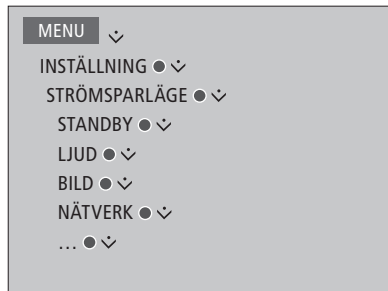 MENU
INSTÄLLNING
STRÖMSPARLÄGE
STANDBY
LJUD
BILD
NÄTVERK
…